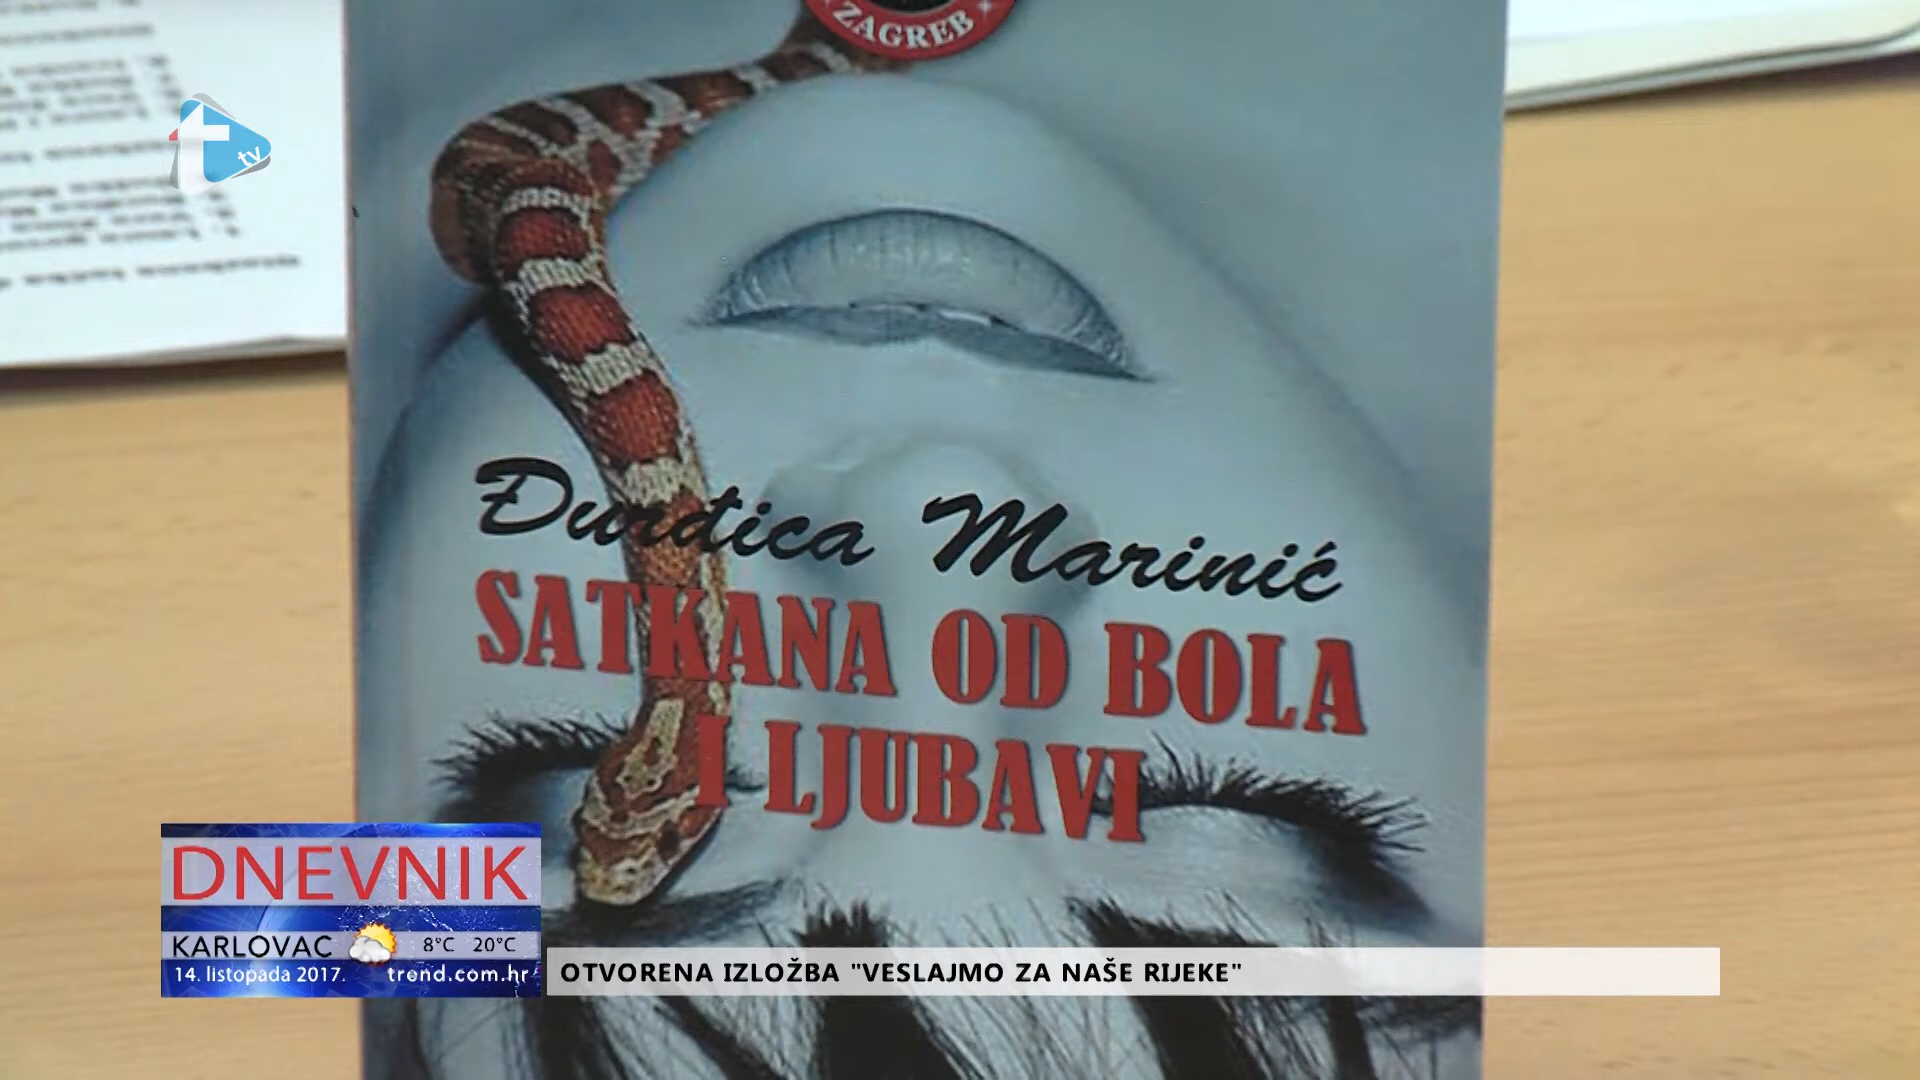 ZAGREB
t tv
Đurđica Marinić
SATKANA OD BOLA
I LJUBAVI
DNEVNIK
KARLOVAC 8°C 20°C
14. listopada 2017. trend.com.hr
OTVORENA IZLOŽBA "VESLAJMO ZA NAŠE RIJEKE"